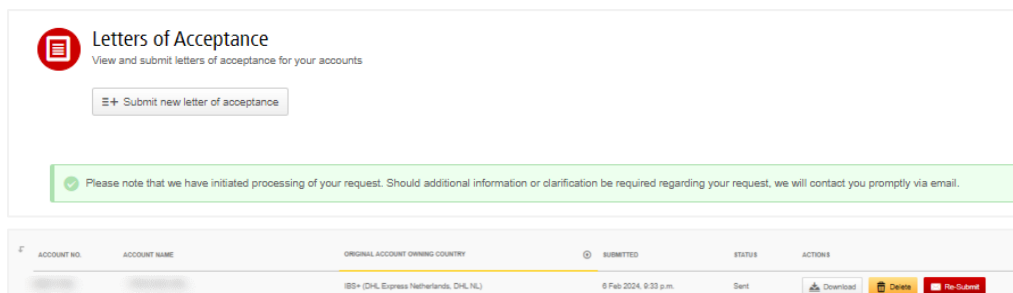 Letters of Acceptance
View and submit letters of acceptance for your accounts
Submit new letter of acceptance
Please note that we have initiated processing of your request. Should additional information or clarification be required regarding your request, we will contact you promptly via email.
ACCOUNT NO. ACCOUNT NAME ORIGINAL ACCOUNT OWNING COUNTRY SUBMITTED STATUS ACTIONS
IBS+ (DHL Express Netherlands, DHL NL) 6 Feb 2024, 9:33 p.m. Sent Download Delete Re-Submit